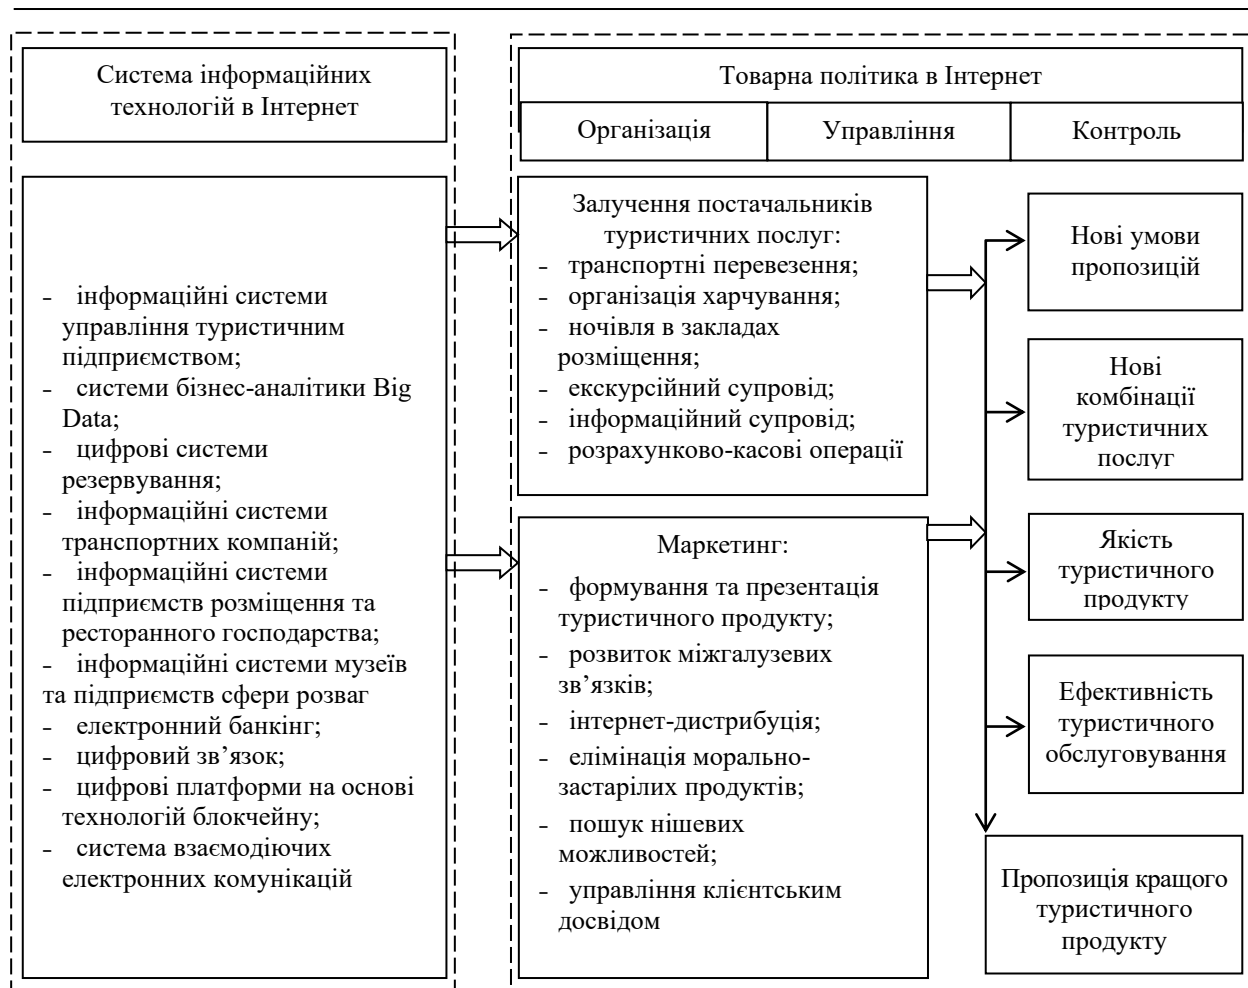 Система інформаційних
технологій в Інтернет
- інформаційні системи
управління туристичним
підприємством;
- системи бізнес-аналітики Big
Data;
- цифрові системи
резервування;
- інформаційні системи
транспортних компаній;
- інформаційні системи
підприємств розміщення та
ресторанного господарства;
- інформаційні системи музеїв
та підприємств сфери розваг
- електронний банкінг;
- цифровий зв’язок;
- цифрові платформи на основі
технологій блокчейну;
- система взаємодіючих
електронних комунікацій
Товарна політика в Інтернет
Організація
Управління
Контроль
Залучення постачальників
туристичних послуг:
- транспортні перевезення;
- організація харчування;
- ночівля в закладах
розміщення;
- екскурсійний супровід;
- інформаційний супровід;
- розрахунково-касові операції
Маркетинг:
- формування та презентація
туристичного продукту;
- розвиток міжгалузевих
зв’язків;
- інтернет-дистрибуція;
- елімінація морально-
застарілих продуктів;
- пошук нішевих
можливостей;
- управління клієнтським
досвідом
Нові умови
пропозицій
Нові
комбінації
туристичних
послуг
Якість
туристичного
продукту
Ефективність
туристичного
обслуговування
Пропозиція кращого
туристичного
продукту